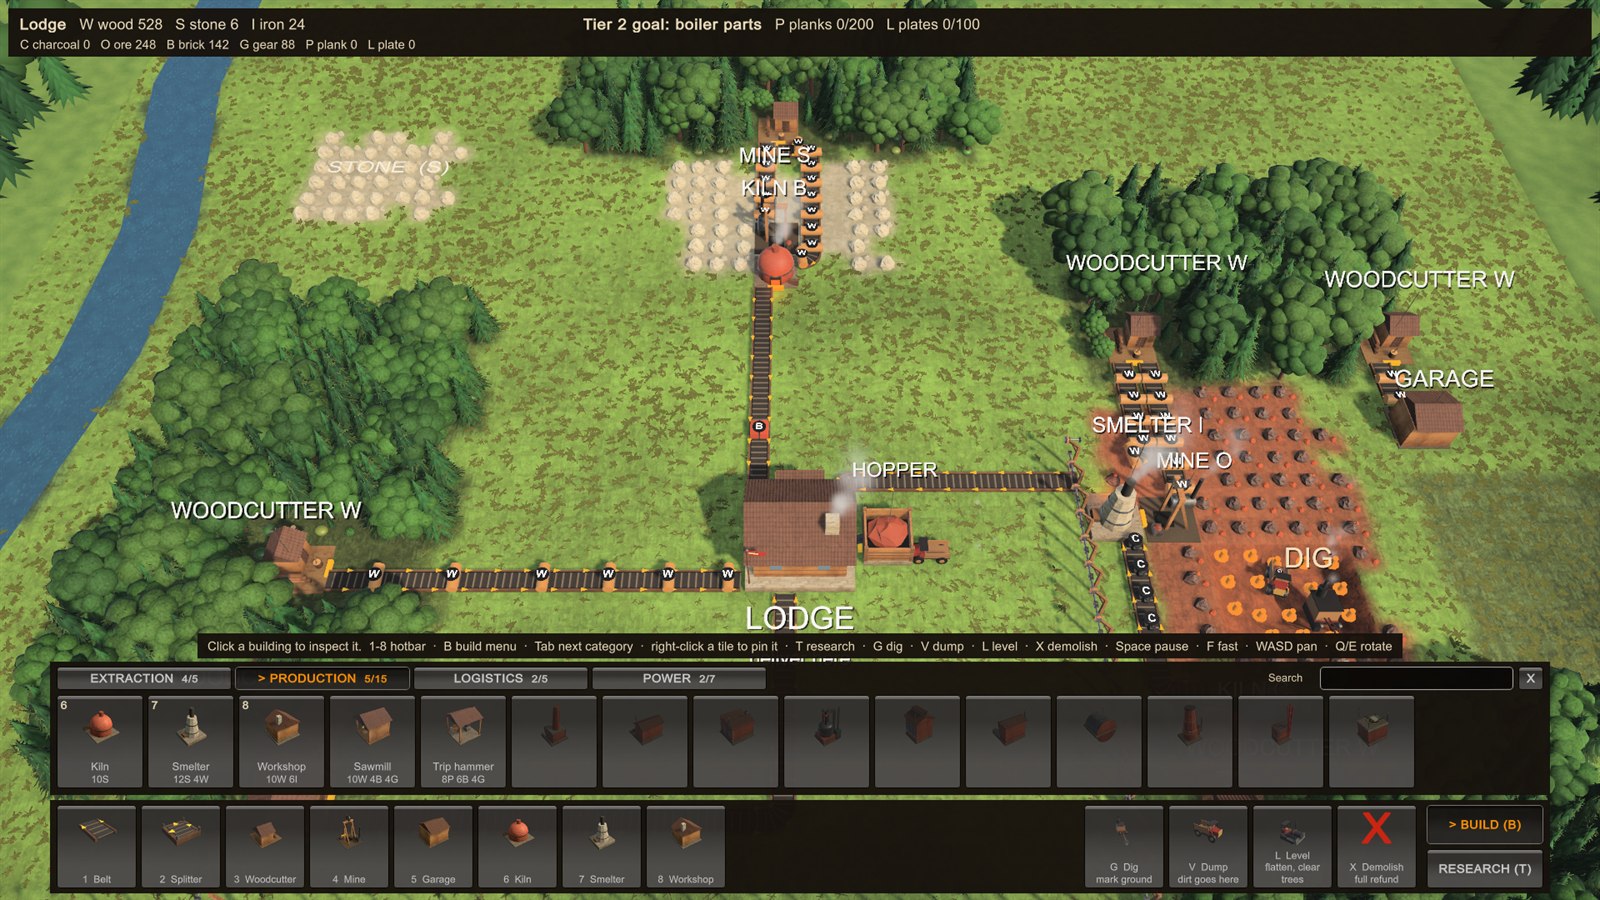 Lodge W wood 528 S stone 6 I iron 24
Tier 2 goal: boiler parts P planks 0/200 L plates 0/100
C charcoal 0 O ore 248 B brick 142 G gear 88 P plank 0 L plate 0
STONE (S)
MINE S
KILN B
WOODCUTTER W
WOODCUTTER W
GARAGE
SMELTER I
MINE O
HOPPER
WOODCUTTER W
DIG
LODGE
Click a building to inspect it. 1-8 hotbar · B build menu · Tab next category · right-click a tile to pin it · T research · G dig · V dump · L level · X demolish · Space pause · F fast · WASD pan · Q/E rotate
EXTRACTION 4/5
> PRODUCTION 5/15
LOGISTICS 2/5
POWER 2/7
Search
X
6
Kiln
10S
7
Smelter
12S 4W
8
Workshop
10W 6I
Sawmill
10W 4B 4G
Trip hammer
8P 6B 4G
1 Belt
2 Splitter
3 Woodcutter
4 Mine
5 Garage
6 Kiln
7 Smelter
8 Workshop
G Dig
mark ground
V Dump
dirt goes here
L Level
flatten, clear
trees
X Demolish
full refund
> BUILD (B)
RESEARCH (T)